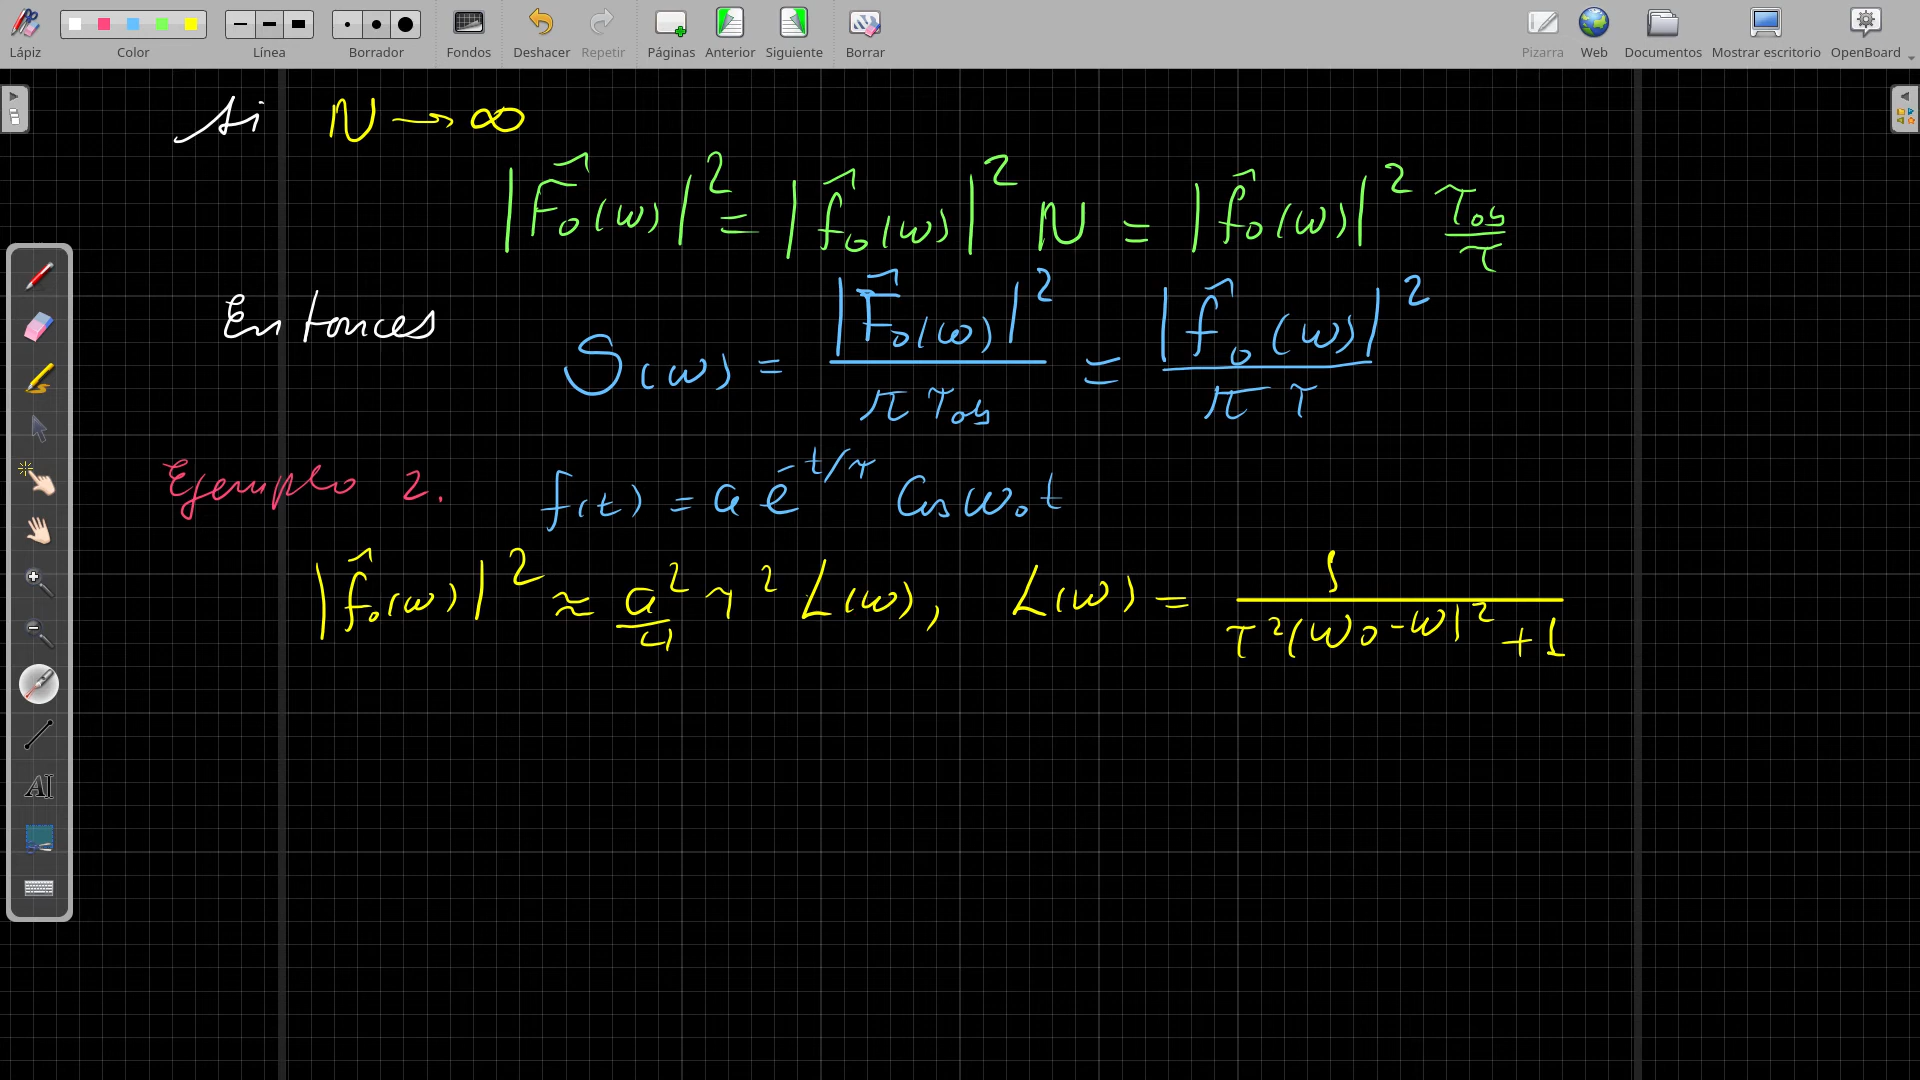 Lápiz Color Línea Borrador Fondos Deshacer Repetir Páginas Anterior Siguiente Borrar Pizarra Web Documentos Mostrar escritorio OpenBoard
Si N → ∞
|F̂₀(ω)|² = |f̂₀(ω)|² N = |f̂₀(ω)|² τ_ob/τ
Entonces S(ω) = |F̂₀(ω)|²/(π τ_ob) = |f̂₀(ω)|²/(π τ)
Ejemplo 2. f(t) = a e^(-t/τ) Cos ω₀t
|f̂₀(ω)|² ≈ a²/4 τ² L(ω), L(ω) = 1/(τ²(ω₀-ω)² + 1)